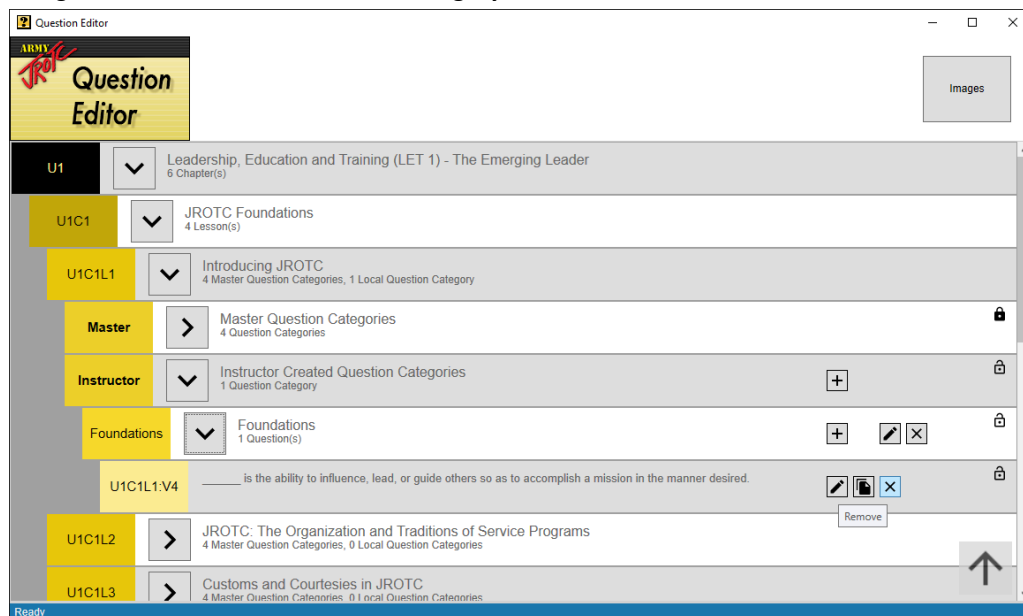 Question Editor
ARMY
JROTC
Question
Editor
Images
U1
Leadership, Education and Training (LET 1) - The Emerging Leader
6 Chapter(s)
U1C1
JROTC Foundations
4 Lesson(s)
U1C1L1
Introducing JROTC
4 Master Question Categories, 1 Local Question Category
Master
Master Question Categories
4 Question Categories
Instructor
Instructor Created Question Categories
1 Question Category
Foundations
Foundations
1 Question(s)
U1C1L1:V4
______ is the ability to influence, lead, or guide others so as to accomplish a mission in the manner desired.
Remove
U1C1L2
JROTC: The Organization and Traditions of Service Programs
4 Master Question Categories, 0 Local Question Categories
U1C1L3
Customs and Courtesies in JROTC
4 Master Question Categories, 0 Local Question Categories
Ready